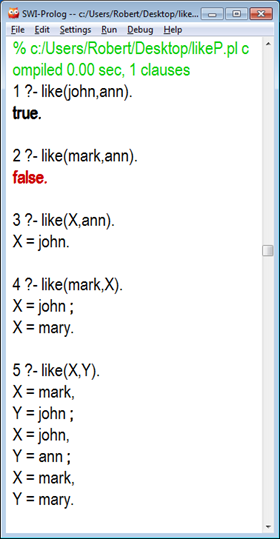 SWI-Prolog -- c:/Users/Robert/Desktop/like...
File Edit Settings Run Debug Help
% c:/Users/Robert/Desktop/likeP.pl c
ompiled 0.00 sec, 1 clauses
1 ?- like(john,ann).
true.
2 ?- like(mark,ann).
false.
3 ?- like(X,ann).
X = john.
4 ?- like(mark,X).
X = john ;
X = mary.
5 ?- like(X,Y).
X = mark,
Y = john ;
X = john,
Y = ann ;
X = mark,
Y = mary.